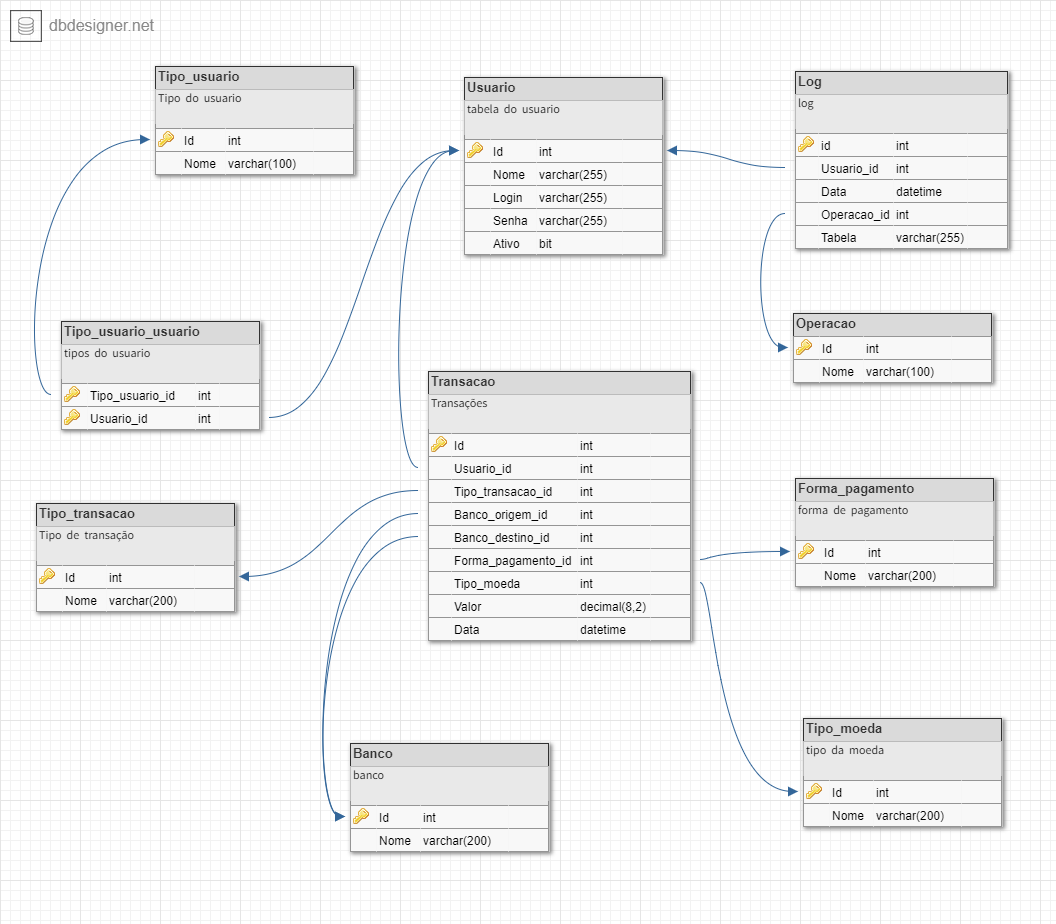 dbdesigner.net
Tipo_usuario
Tipo do usuario
Id int
Nome varchar(100)
Usuario
tabela do usuario
Id int
Nome varchar(255)
Login varchar(255)
Senha varchar(255)
Ativo bit
Log
log
id int
Usuario_id int
Data datetime
Operacao_id int
Tabela varchar(255)
Tipo_usuario_usuario
tipos do usuario
Tipo_usuario_id int
Usuario_id int
Operacao
Id int
Nome varchar(100)
Transacao
Transações
Id int
Usuario_id int
Tipo_transacao_id int
Banco_origem_id int
Banco_destino_id int
Forma_pagamento_id int
Tipo_moeda int
Valor decimal(8,2)
Data datetime
Tipo_transacao
Tipo de transação
Id int
Nome varchar(200)
Forma_pagamento
forma de pagamento
Id int
Nome varchar(200)
Banco
banco
Id int
Nome varchar(200)
Tipo_moeda
tipo da moeda
Id int
Nome varchar(200)